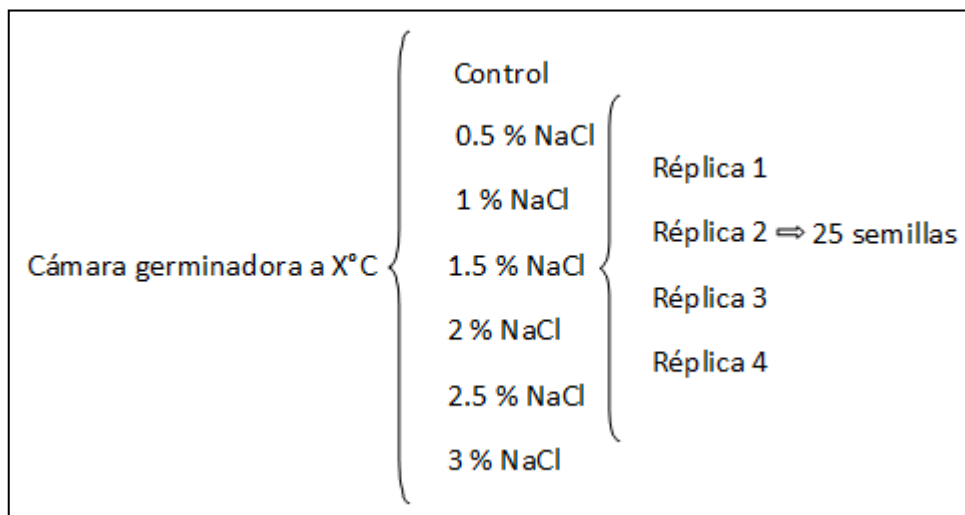 Cámara germinadora a X°C
Control
0.5 % NaCl
1 % NaCl
1.5 % NaCl
2 % NaCl
2.5 % NaCl
3 % NaCl
Réplica 1
Réplica 2 ⇨ 25 semillas
Réplica 3
Réplica 4